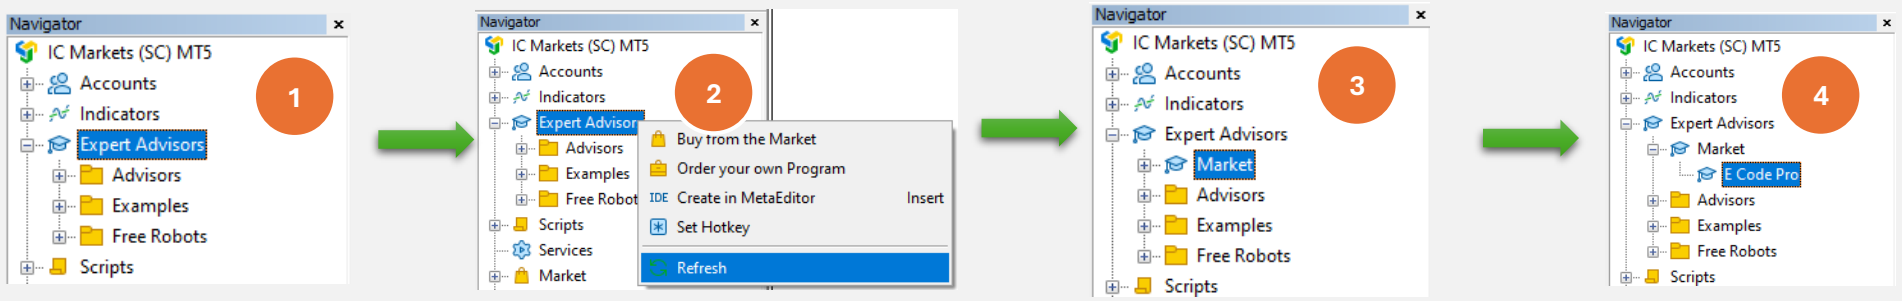 Navigator
IC Markets (SC) MT5
Accounts
Indicators
Expert Advisors
Advisors
Examples
Free Robots
Scripts
1
Navigator
IC Markets (SC) MT5
Accounts
Indicators
Expert Advisor
Advisors
Examples
Free Robot
Scripts
Services
Market
2
Buy from the Market
Order your own Program
IDE Create in MetaEditor Insert
Set Hotkey
Refresh
Navigator
IC Markets (SC) MT5
Accounts
Indicators
Expert Advisors
Market
Advisors
Examples
Free Robots
Scripts
3
Navigator
IC Markets (SC) MT5
Accounts
Indicators
Expert Advisors
Market
E Code Pro
Advisors
Examples
Free Robots
Scripts
4